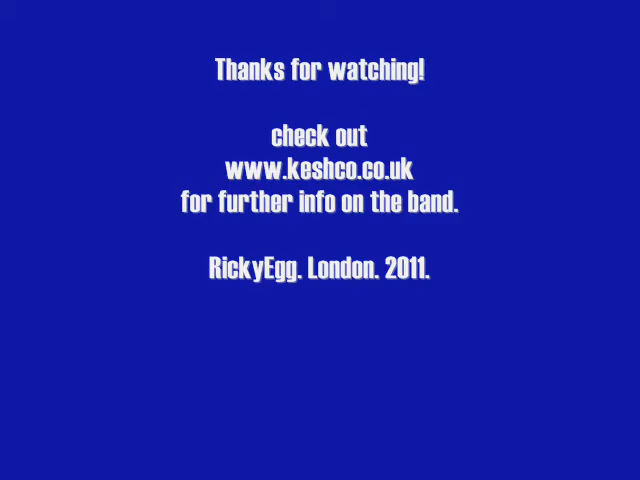 Thanks for watching!
check out
www.keshco.co.uk
for further info on the band.
RickyEgg. London. 2011.